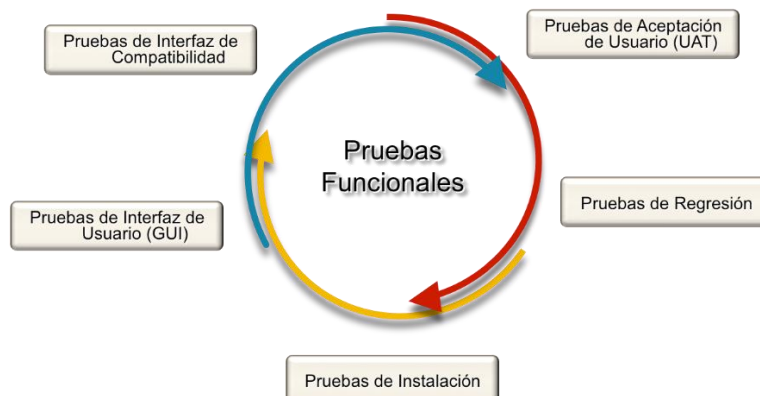 Pruebas de Interfaz de
Compatibilidad
Pruebas de Aceptación
de Usuario (UAT)
Pruebas
Funcionales
Pruebas de Regresión
Pruebas de Interfaz de
Usuario (GUI)
Pruebas de Instalación